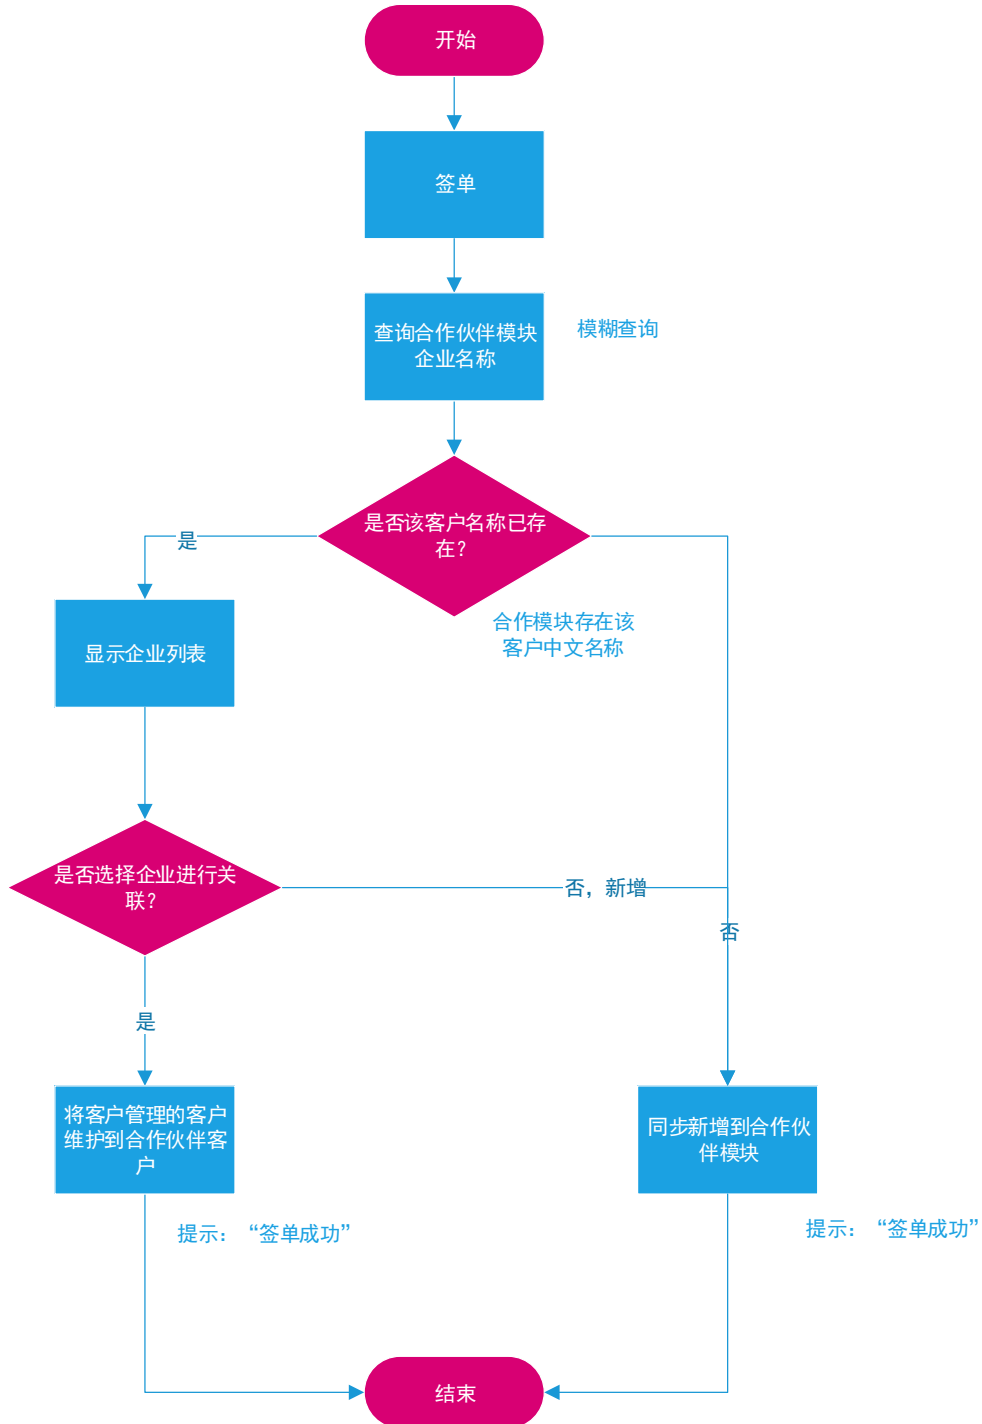 开始
签单
查询合作伙伴模块
企业名称
模糊查询
是否该客户名称已存
在？
是
合作模块存在该
客户中文名称
显示企业列表
是否选择企业进行关
联？
否，新增
否
是
将客户管理的客户
维护到合作伙伴客
户
同步新增到合作伙
伴模块
提示：“签单成功”
提示：“签单成功”
结束